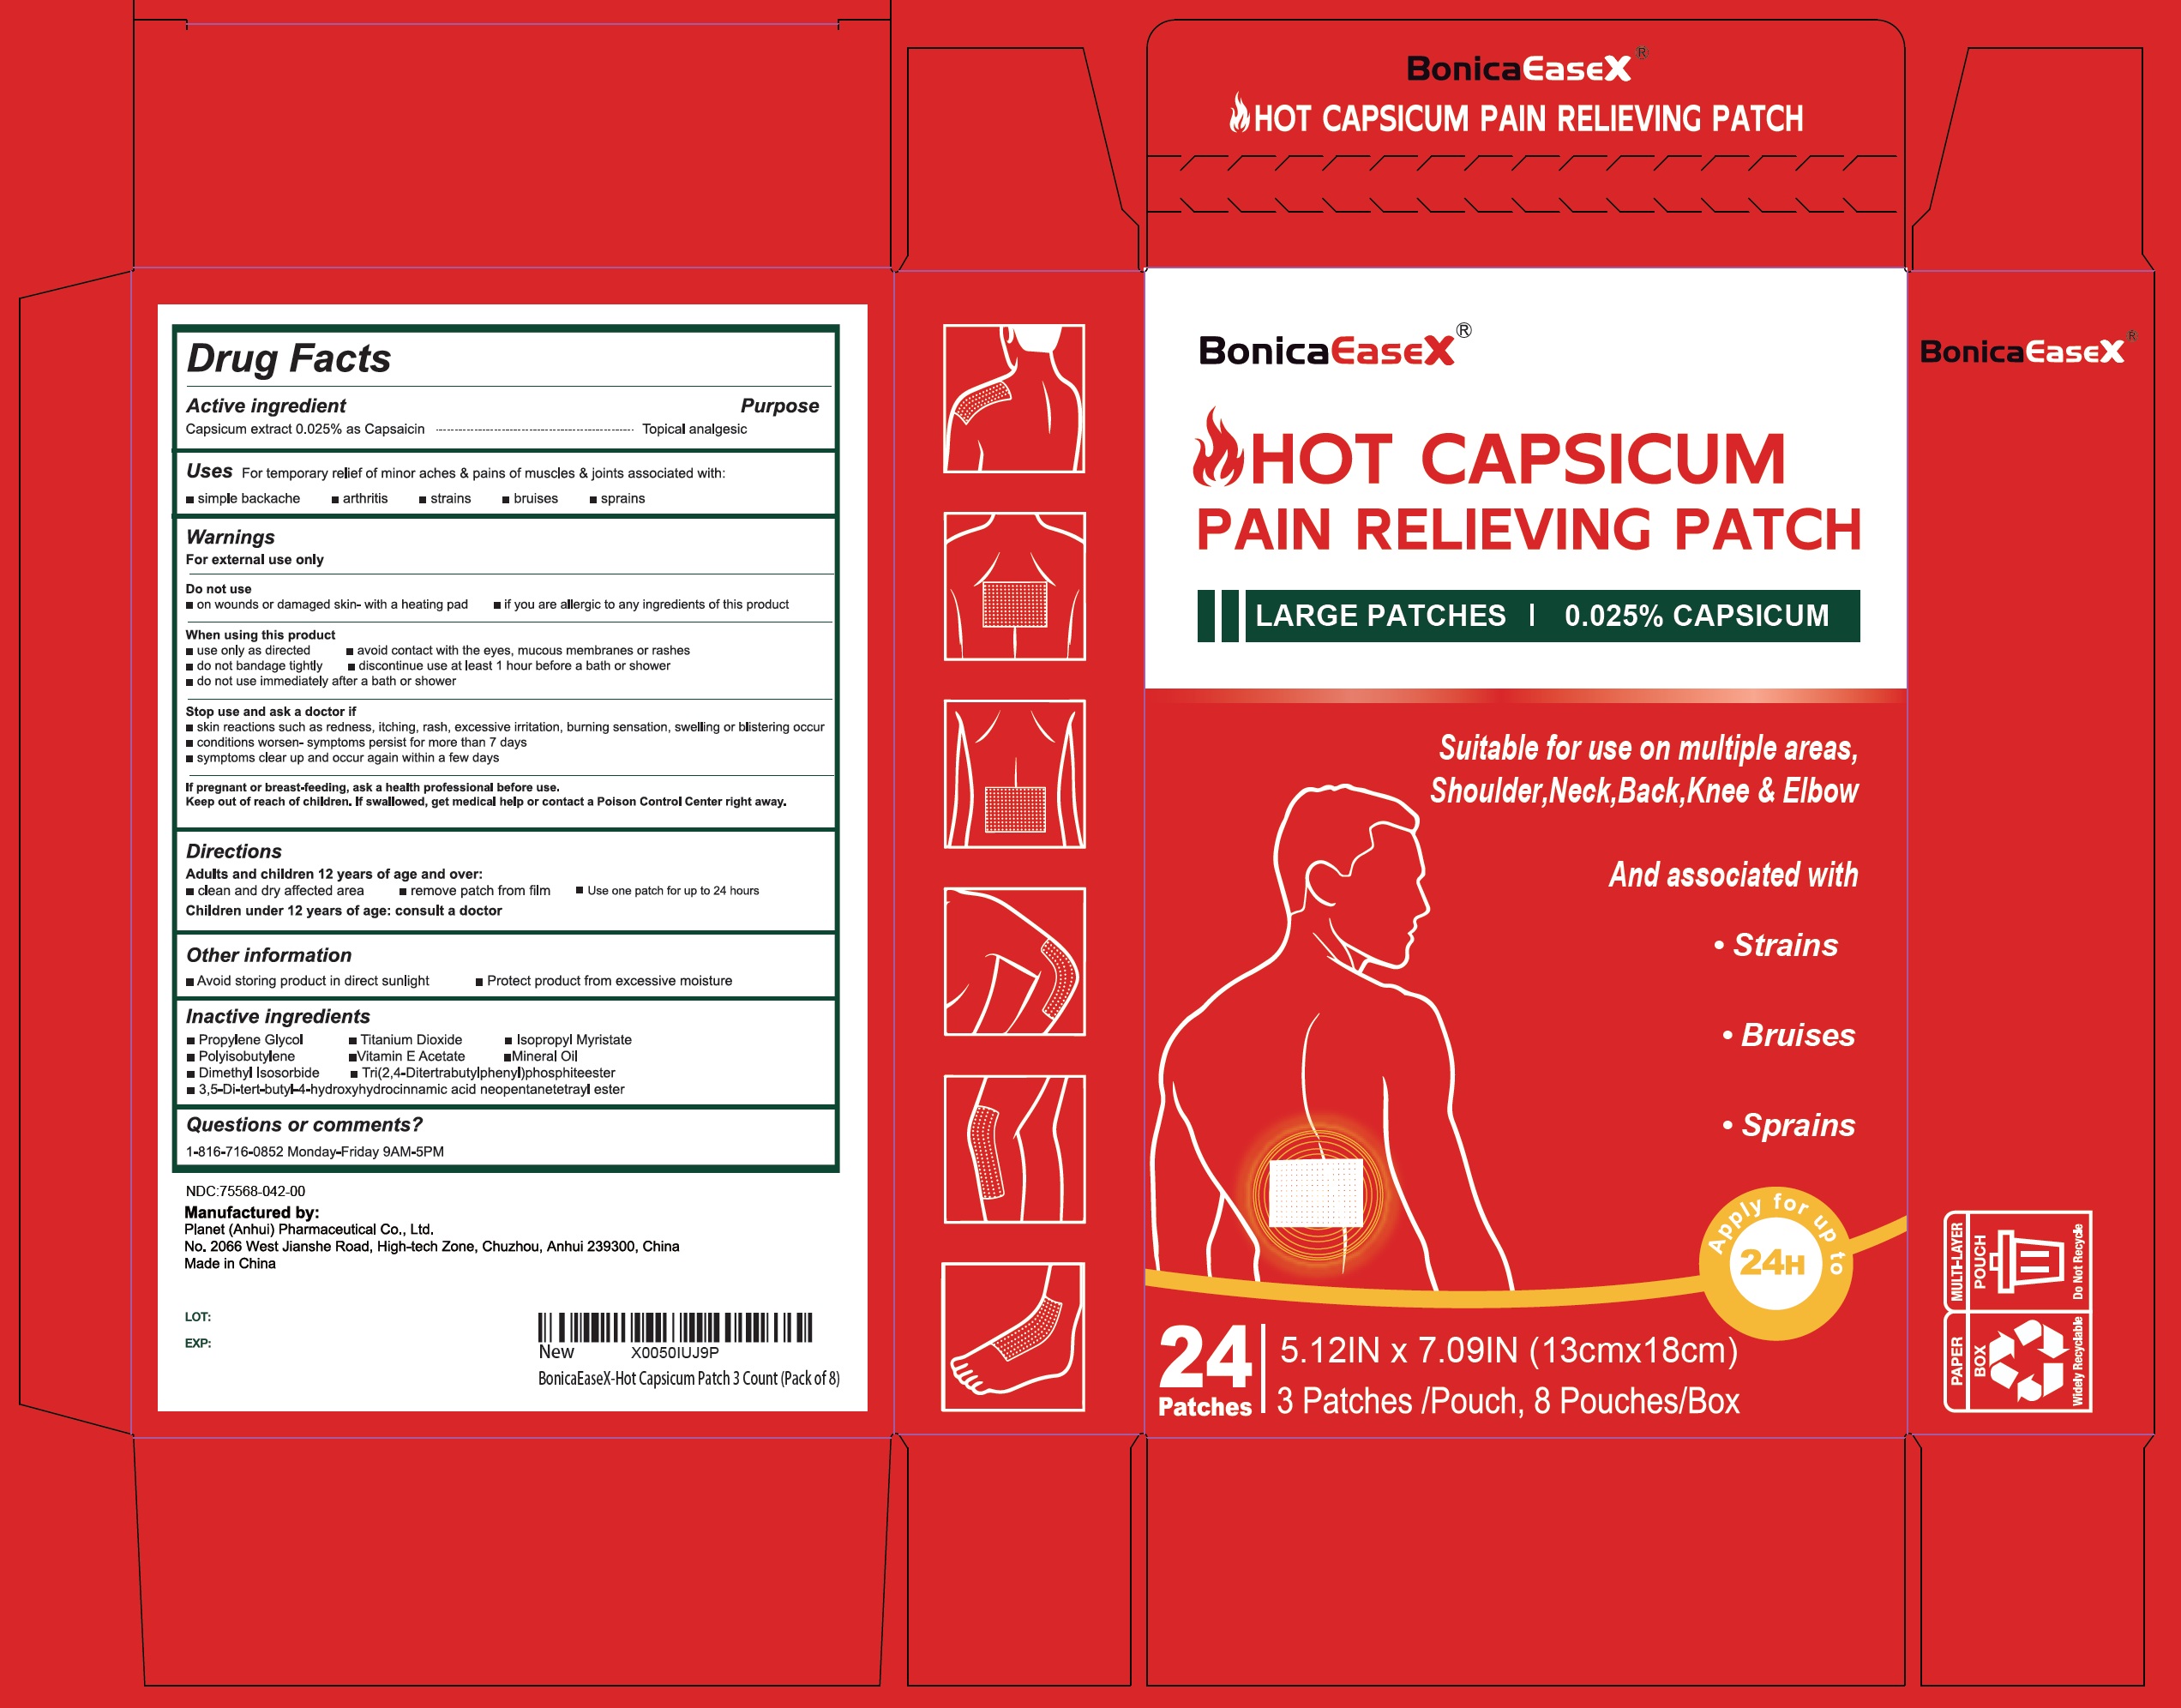 BonicaEaseX®
HOT CAPSICUM PAIN RELIEVING PATCH
Drug Facts
Active ingredient Purpose
Capsicum extract 0.025% as Capsaicin Topical analgesic
Uses For temporary relief of minor aches & pains of muscles & joints associated with:
■ simple backache ■ arthritis ■ strains ■ bruises ■ sprains
Warnings
For external use only
Do not use
■ on wounds or damaged skin- with a heating pad ■ if you are allergic to any ingredients of this product
When using this product
■ use only as directed ■ avoid contact with the eyes, mucous membranes or rashes
■ do not bandage tightly ■ discontinue use at least 1 hour before a bath or shower
■ do not use immediately after a bath or shower
Stop use and ask a doctor if
■ skin reactions such as redness, itching, rash, excessive irritation, burning sensation, swelling or blistering occur
■ conditions worsen- symptoms persist for more than 7 days
■ symptoms clear up and occur again within a few days
If pregnant or breast-feeding, ask a health professional before use.
Keep out of reach of children. If swallowed, get medical help or contact a Poison Control Center right away.
Directions
Adults and children 12 years of age and over:
■ clean and dry affected area ■ remove patch from film ■ Use one patch for up to 24 hours
Children under 12 years of age: consult a doctor
Other information
■ Avoid storing product in direct sunlight ■ Protect product from excessive moisture
Inactive ingredients
■ Propylene Glycol ■ Titanium Dioxide ■ Isopropyl Myristate
■ Polyisobutylene ■Vitamin E Acetate ■Mineral Oil
■ Dimethyl Isosorbide ■ Tri(2,4-Ditertrabutylphenyl)phosphiteester
■ 3,5-Di-tert-butyl-4-hydroxyhydrocinnamic acid neopentanetetrayl ester
Questions or comments?
1-816-716-0852 Monday-Friday 9AM-5PM
NDC:75568-042-00
Manufactured by:
Planet (Anhui) Pharmaceutical Co., Ltd.
No. 2066 West Jianshe Road, High-tech Zone, Chuzhou, Anhui 239300, China
Made in China
LOT:
EXP:
New X0050IUJ9P
BonicaEaseX-Hot Capsicum Patch 3 Count (Pack of 8)
BonicaEaseX®
HOT CAPSICUM
PAIN RELIEVING PATCH
LARGE PATCHES | 0.025% CAPSICUM
Suitable for use on multiple areas,
Shoulder,Neck,Back,Knee & Elbow
And associated with
• Strains
• Bruises
• Sprains
Apply for up to
24H
24
Patches
5.12IN x 7.09IN (13cmx18cm)
3 Patches /Pouch, 8 Pouches/Box
BonicaEaseX®
MULTI-LAYER
POUCH
Do Not Recycle
PAPER
BOX
Widely Recyclable